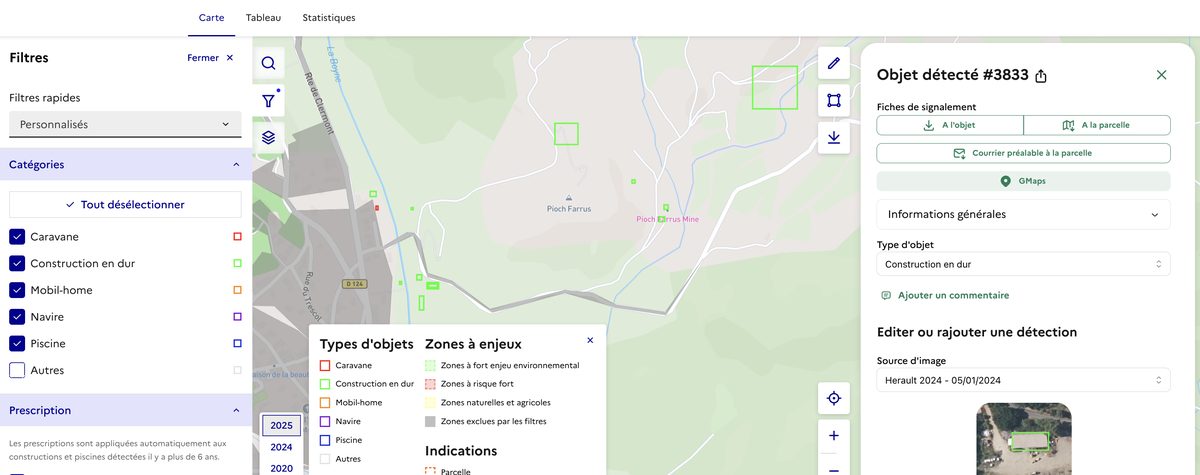 Carte
Tableau
Statistiques
Filtres
Fermer
Filtres rapides
Personnalisés
Catégories
Tout désélectionner
Caravane
Construction en dur
Mobil-home
Navire
Piscine
Autres
Prescription
Les prescriptions sont appliquées automatiquement aux
constructions et piscines détectées il y a plus de 6 ans.
La Boyne
Rte de Clermont
Pioch Farrus
Pioch Farrus Mine
D 124
Rue du Trescol
aison de la beaut
2025
2024
2020
Types d'objets
Caravane
Construction en dur
Mobil-home
Navire
Piscine
Autres
Zones à enjeux
Zones à fort enjeu environnemental
Zones à risque fort
Zones naturelles et agricoles
Zones exclues par les filtres
Indications
Parcelle
Objet détecté #3833
Fiches de signalement
A l'objet
A la parcelle
Courrier préalable à la parcelle
GMaps
Informations générales
Type d'objet
Construction en dur
Ajouter un commentaire
Editer ou rajouter une détection
Source d'image
Herault 2024 - 05/01/2024